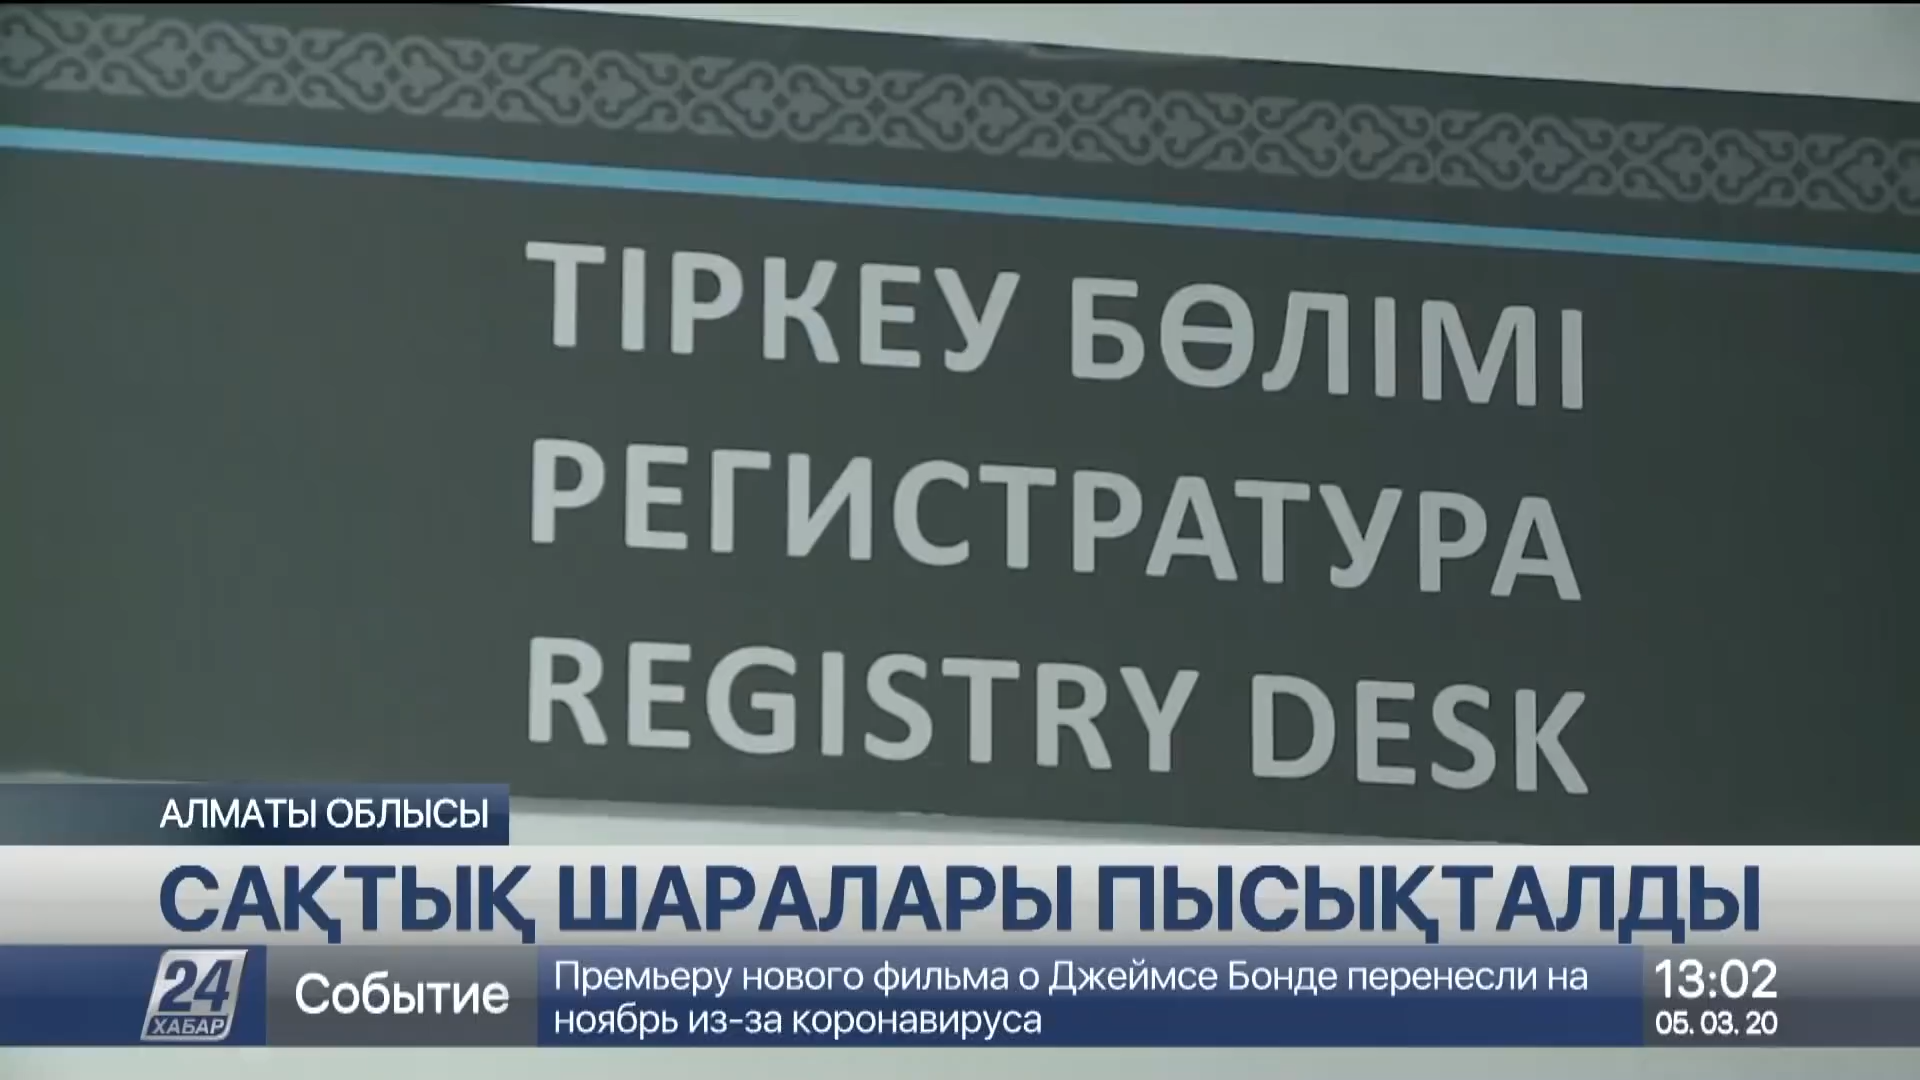 ТІРКЕУ БӨЛІМІ
РЕГИСТРАТУРА
REGISTRY DESK
АЛМАТЫ ОБЛЫСЫ
САҚТЫҚ ШАРАЛАРЫ ПЫСЫҚТАЛДЫ
24
ХАБАР
Событие
Премьеру нового фильма о Джеймсе Бонде перенесли на
ноябрь из-за коронавируса
13:02
05. 03. 20